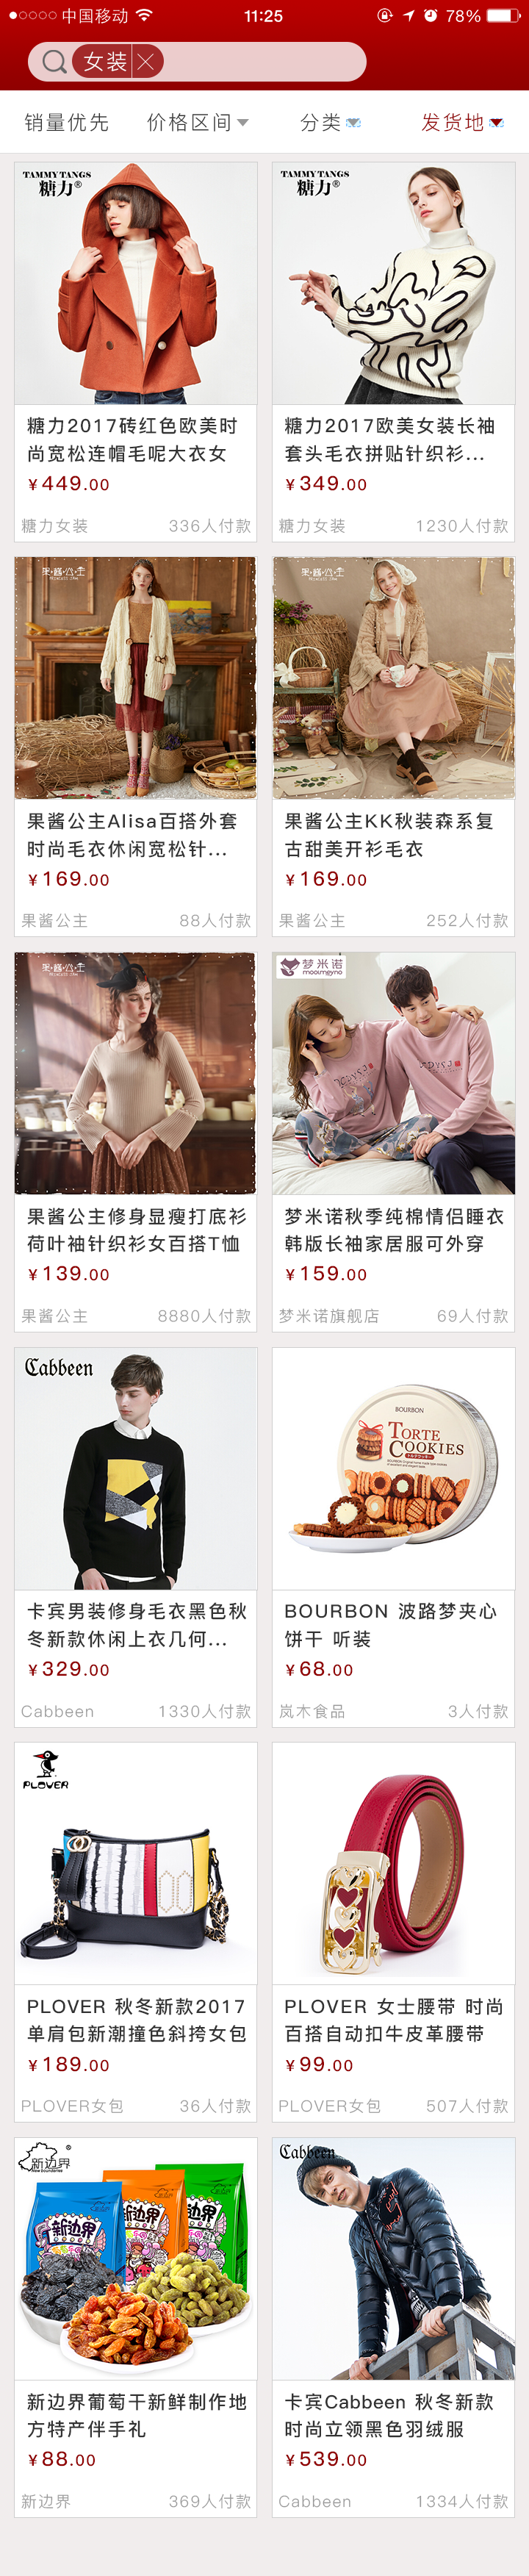 中国移动 11:25 78%
女装
销量优先 价格区间 分类 发货地
TAMMYTANGS
糖力®
TAMMYTANGS
糖力®
糖力2017砖红色欧美时
尚宽松连帽毛呢大衣女
¥449.00
糖力女装 336人付款
糖力2017欧美女装长袖
套头毛衣拼贴针织衫...
¥349.00
糖力女装 1230人付款
果·酱·公·主
果·酱·公·主
果酱公主Alisa百搭外套
时尚毛衣休闲宽松针...
¥169.00
果酱公主 88人付款
果酱公主KK秋装森系复
古甜美开衫毛衣
¥169.00
果酱公主 252人付款
果·酱·公·主
梦米诺
moomgyno
果酱公主修身显瘦打底衫
荷叶袖针织衫女百搭T恤
¥139.00
果酱公主 8880人付款
梦米诺秋季纯棉情侣睡衣
韩版长袖家居服可外穿
¥159.00
梦米诺旗舰店 69人付款
Cabbeen
BOURBON
TORTE
COOKIES
卡宾男装修身毛衣黑色秋
冬新款休闲上衣几何...
¥329.00
Cabbeen 1330人付款
BOURBON 波路梦夹心
饼干 听装
¥68.00
岚木食品 3人付款
PLOVER
PLOVER 秋冬新款2017
单肩包新潮撞色斜挎女包
¥189.00
PLOVER女包 36人付款
PLOVER 女士腰带 时尚
百搭自动扣牛皮革腰带
¥99.00
PLOVER女包 507人付款
新边界®
New boundaries
新边界
新边界
Cabbeen
新边界葡萄干新鲜制作地
方特产伴手礼
¥88.00
新边界 369人付款
卡宾Cabbeen 秋冬新款
时尚立领黑色羽绒服
¥539.00
Cabbeen 1334人付款